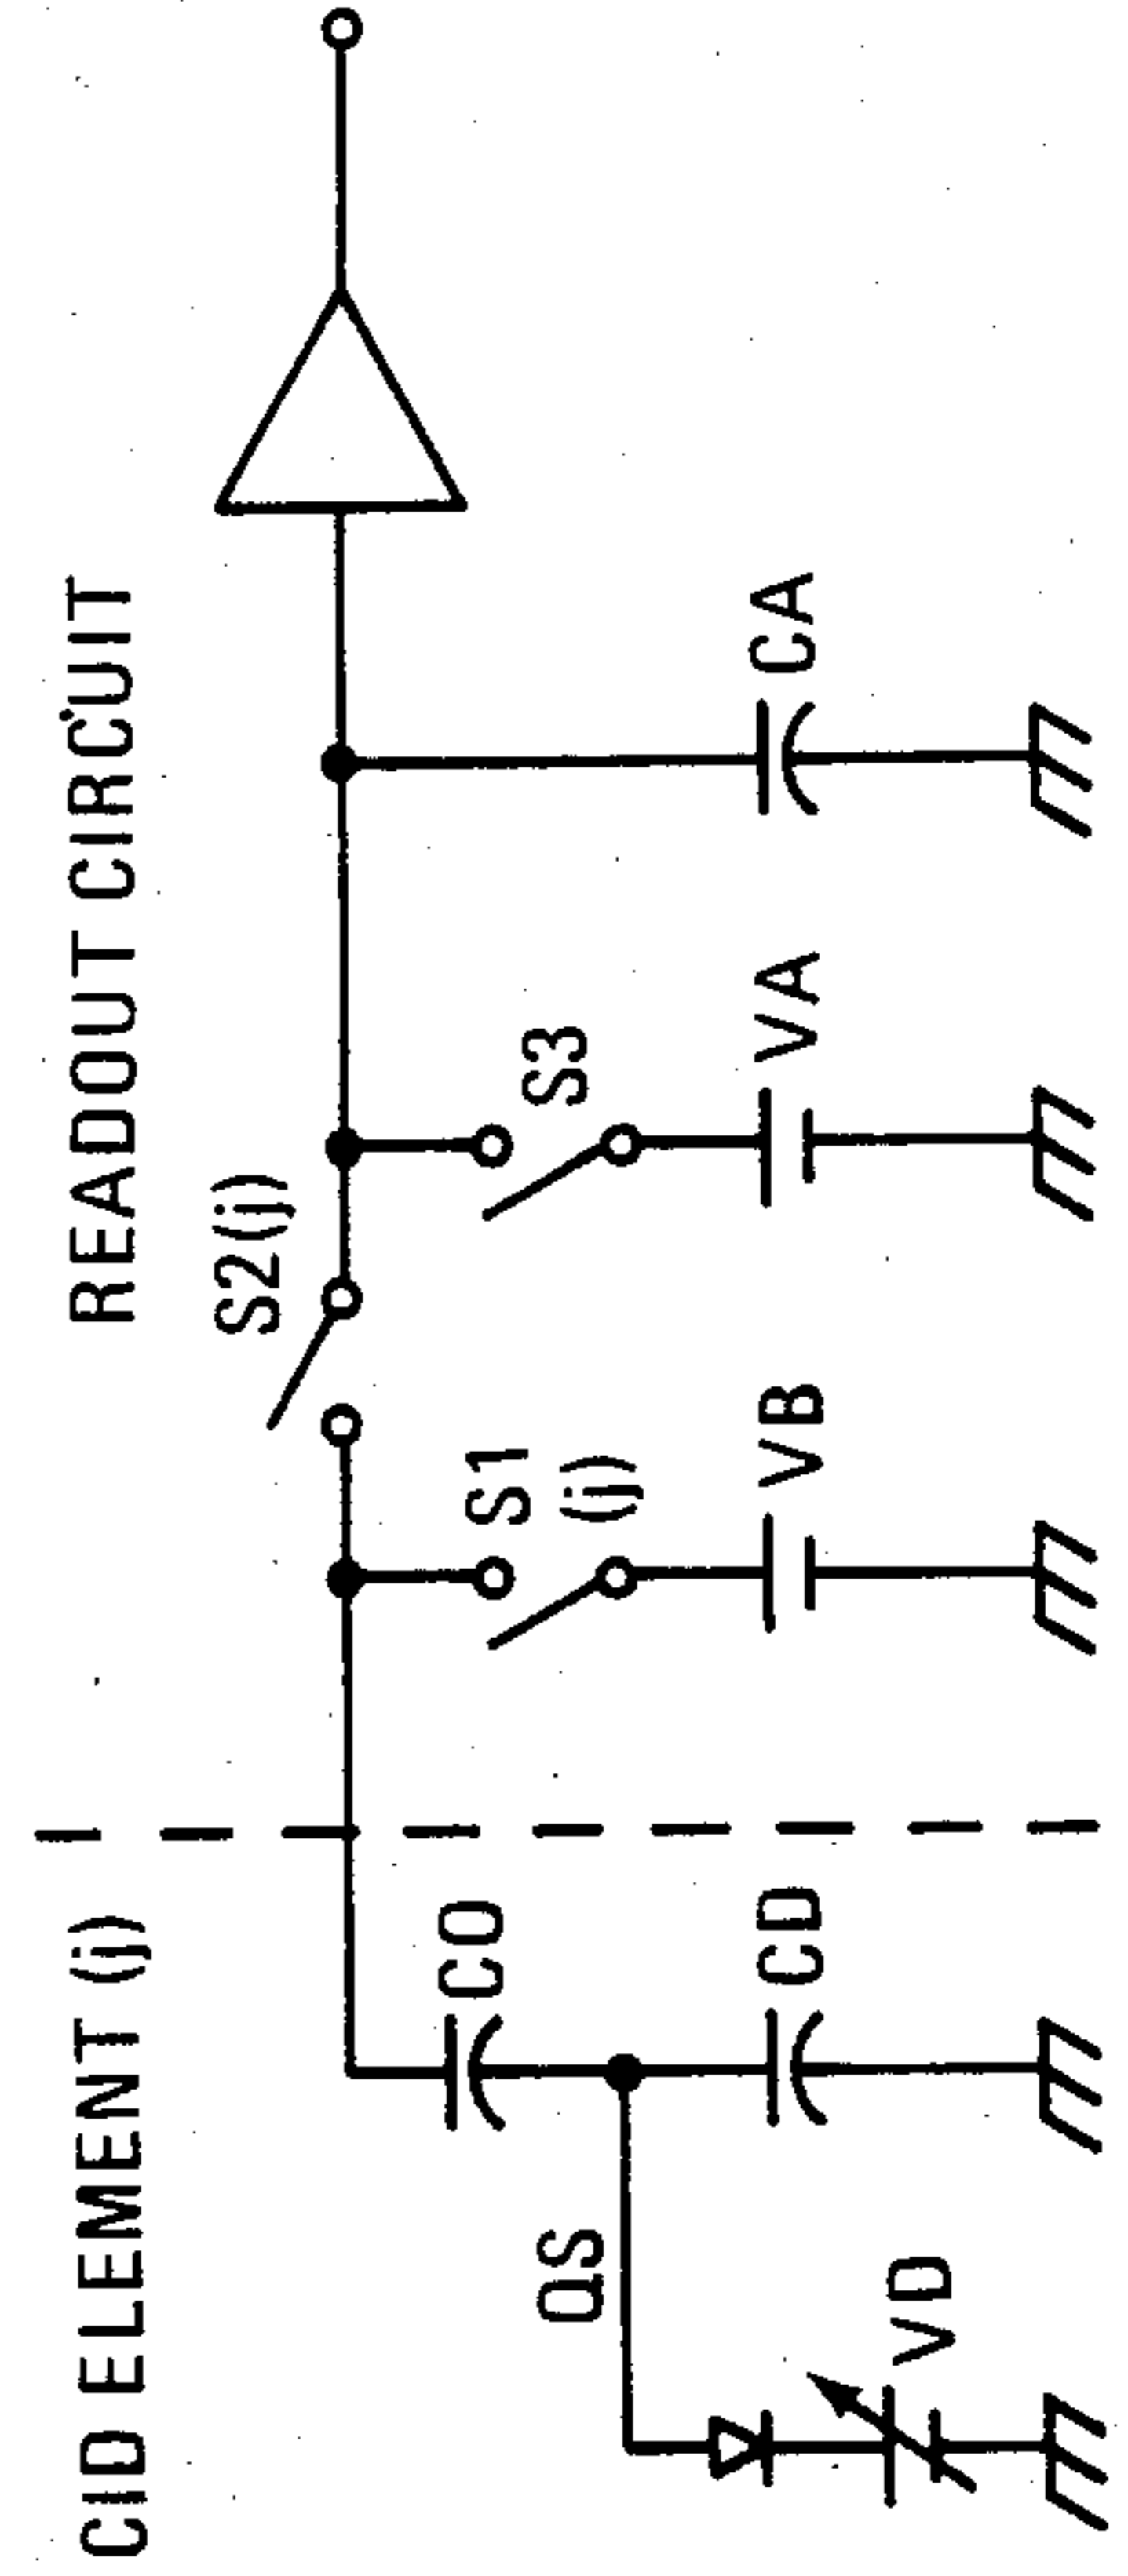 CID ELEMENT (j)
READOUT CIRCUIT
S2(j)
CO
S1
(j)
S3
QS
CD
VB
VA
CA
VD